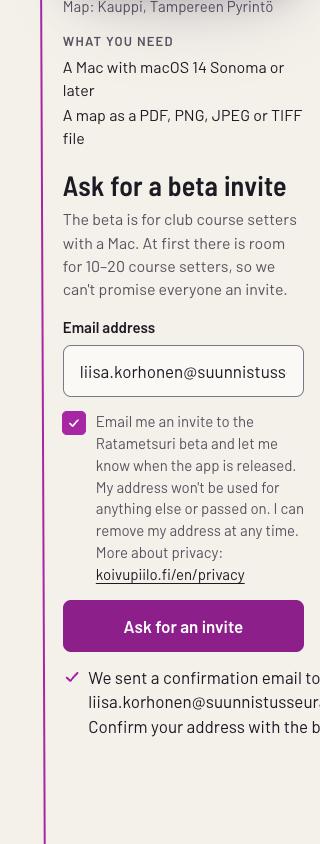 Map: Kauppi, Tampereen Pyrintö
WHAT YOU NEED
A Mac with macOS 14 Sonoma or
later
A map as a PDF, PNG, JPEG or TIFF
file
Ask for a beta invite
The beta is for club course setters
with a Mac. At first there is room
for 10–20 course setters, so we
can't promise everyone an invite.
Email address
liisa.korhonen@suunnistuss
Email me an invite to the
Ratametsuri beta and let me
know when the app is released.
My address won't be used for
anything else or passed on. I can
remove my address at any time.
More about privacy:
koivupiilo.fi/en/privacy
Ask for an invite
We sent a confirmation email to
liisa.korhonen@suunnistusseur
Confirm your address with the b